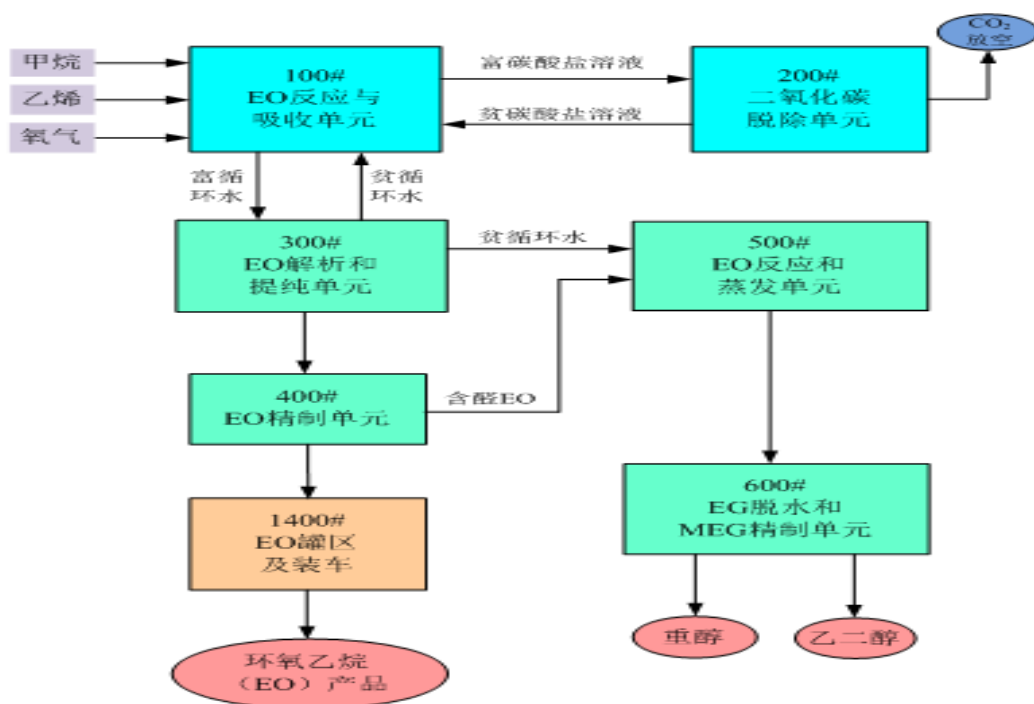 CO₂
放空
甲烷
乙烯
氧气
100#
EO反应与
吸收单元
富碳酸盐溶液
贫碳酸盐溶液
200#
二氧化碳
脱除单元
富循
环水
贫循
环水
300#
EO解析和
提纯单元
贫循环水
500#
EO反应和
蒸发单元
400#
EO精制单元
含醛EO
1400#
EO罐区
及装车
600#
EG脱水和
MEG精制单元
环氧乙烷
（EO）产品
重醇
乙二醇